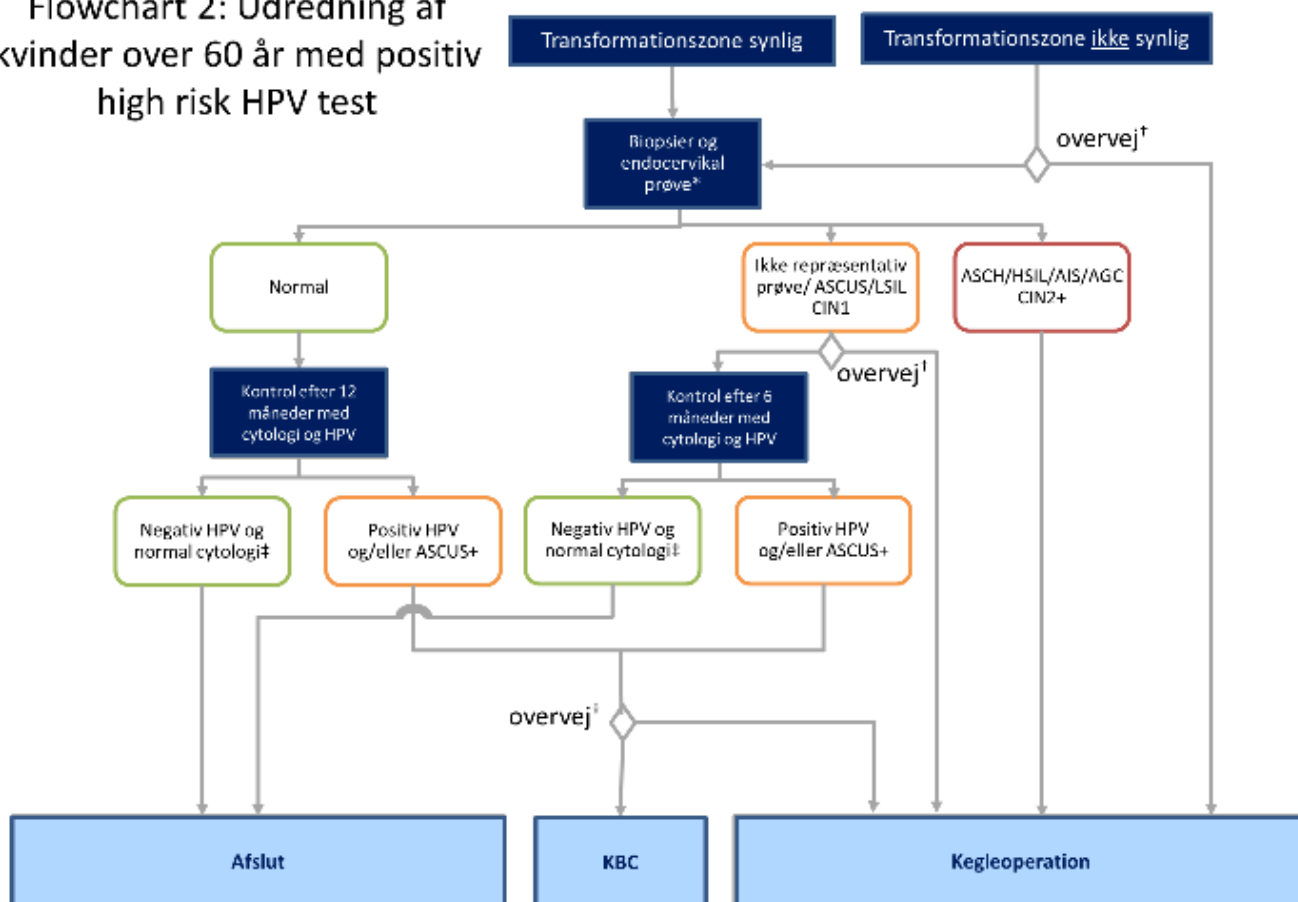 Flowchart 2: Udredning af
kvinder over 60 år med positiv
high risk HPV test
Transformationszone synlig
Transformationszone ikke synlig
overvej†
Biopsier og
endocervikal
prøve*
Normal
Ikke repræsentativ
prøve/ ASCUS/LSIL
CIN1
ASCH/HSIL/AIS/AGC
CIN2+
overvej†
Kontrol efter 12
måneder med
cytologi og HPV
Kontrol efter 6
måneder med
cytologi og HPV
Negativ HPV og
normal cytologi‡
Positiv HPV
og/eller ASCUS+
Negativ HPV og
normal cytologi‡
Positiv HPV
og/eller ASCUS+
overvej
Afslut
KBC
Kegleoperation